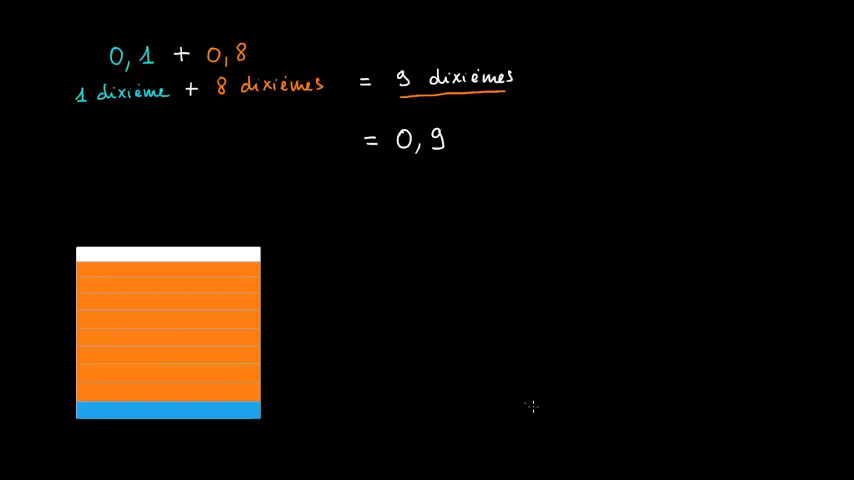 0,1 + 0,8
1 dixième + 8 dixièmes = 9 dixièmes
= 0,9